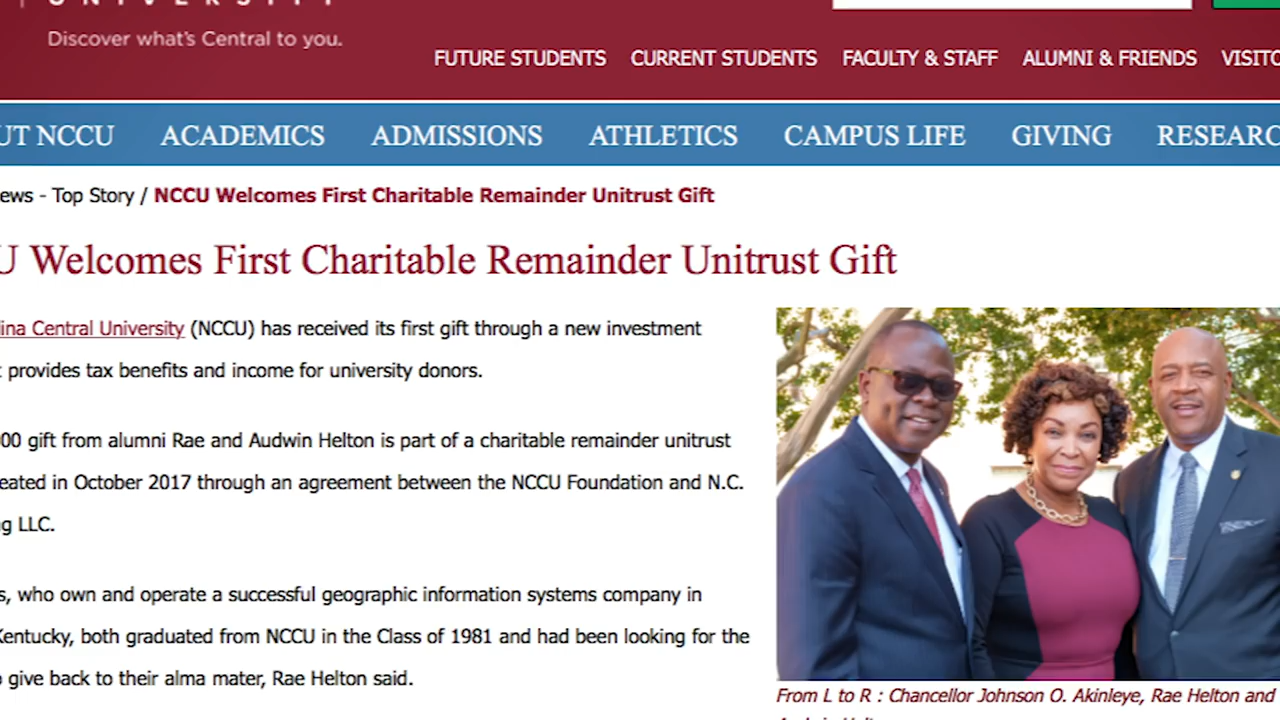 UNIVERSITY
Discover what's Central to you.
FUTURE STUDENTS CURRENT STUDENTS FACULTY & STAFF ALUMNI & FRIENDS
NCCU ACADEMICS ADMISSIONS ATHLETICS CAMPUS LIFE GIVING
- Top Story / NCCU Welcomes First Charitable Remainder Unitrust Gift
Welcomes First Charitable Remainder Unitrust Gift
Central University (NCCU) has received its first gift through a new investment
provides tax benefits and income for university donors.
00 gift from alumni Rae and Audwin Helton is part of a charitable remainder unitrust
eated in October 2017 through an agreement between the NCCU Foundation and N.C.
g LLC.
s, who own and operate a successful geographic information systems company in
Kentucky, both graduated from NCCU in the Class of 1981 and had been looking for the
give back to their alma mater, Rae Helton said.
From L to R : Chancellor Johnson O. Akinleye, Rae Helton and